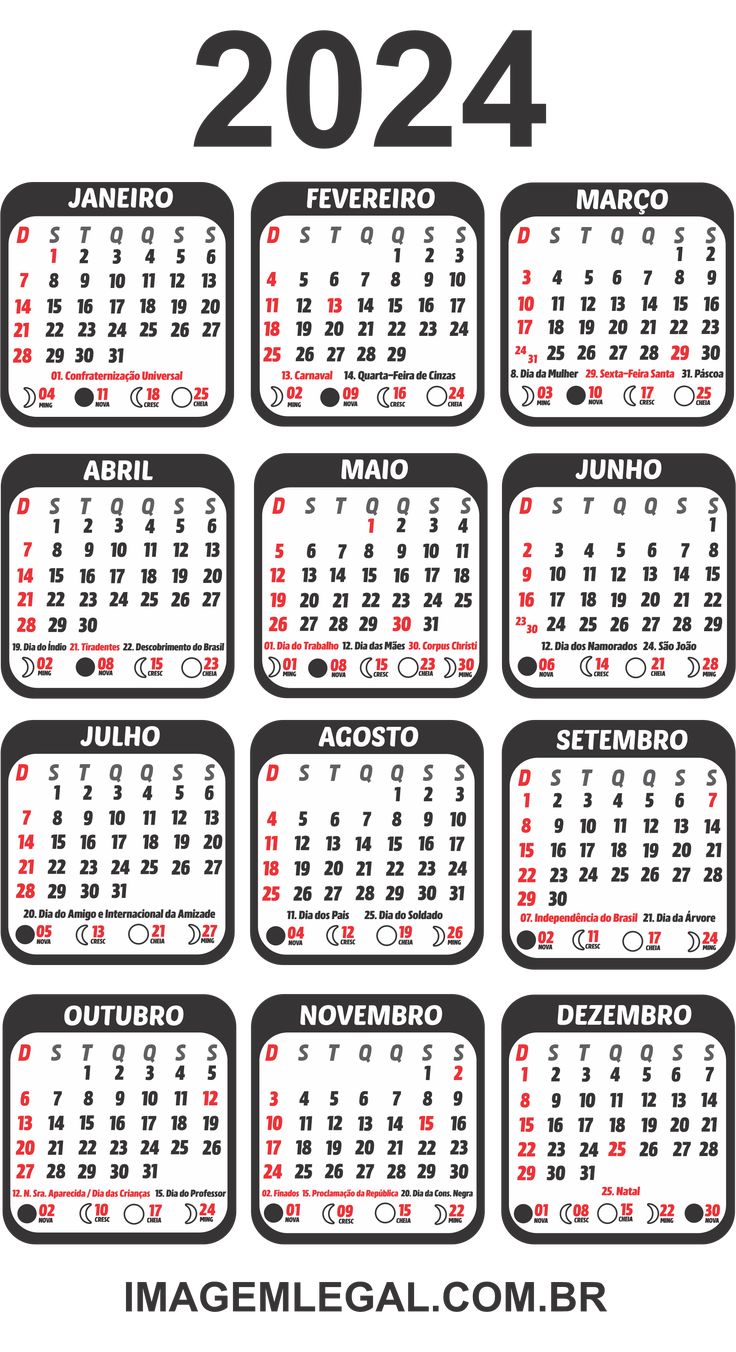 2024
JANEIRO
D S T Q Q S S
1 2 3 4 5 6
7 8 9 10 11 12 13
14 15 16 17 18 19 20
21 22 23 24 25 26 27
28 29 30 31
01. Confraternização Universal
04 MING 11 NOVA 18 CRESC 25 CHEIA
FEVEREIRO
D S T Q Q S S
1 2 3
4 5 6 7 8 9 10
11 12 13 14 15 16 17
18 19 20 21 22 23 24
25 26 27 28 29
13. Carnaval 14. Quarta-Feira de Cinzas
02 MING 09 NOVA 16 CRESC 24 CHEIA
MARÇO
D S T Q Q S S
1 2
3 4 5 6 7 8 9
10 11 12 13 14 15 16
17 18 19 20 21 22 23
24 31 25 26 27 28 29 30
8. Dia da Mulher 29. Sexta-Feira Santa 31. Páscoa
03 MING 10 NOVA 17 CRESC 25 CHEIA
ABRIL
D S T Q Q S S
1 2 3 4 5 6
7 8 9 10 11 12 13
14 15 16 17 18 19 20
21 22 23 24 25 26 27
28 29 30
19. Dia do Índio 21. Tiradentes 22. Descobrimento do Brasil
02 MING 08 NOVA 15 CRESC 23 CHEIA
MAIO
D S T Q Q S S
1 2 3 4
5 6 7 8 9 10 11
12 13 14 15 16 17 18
19 20 21 22 23 24 25
26 27 28 29 30 31
01. Dia do Trabalho 12. Dia das Mães 30. Corpus Christi
01 MING 08 NOVA 15 CRESC 23 CHEIA 30 MING
JUNHO
D S T Q Q S S
1
2 3 4 5 6 7 8
9 10 11 12 13 14 15
16 17 18 19 20 21 22
23 30 24 25 26 27 28 29
12. Dia dos Namorados 24. São João
06 NOVA 14 CRESC 21 CHEIA 28 MING
JULHO
D S T Q Q S S
1 2 3 4 5 6
7 8 9 10 11 12 13
14 15 16 17 18 19 20
21 22 23 24 25 26 27
28 29 30 31
20. Dia do Amigo e Internacional da Amizade
05 NOVA 13 CRESC 21 CHEIA 27 MING
AGOSTO
D S T Q Q S S
1 2 3
4 5 6 7 8 9 10
11 12 13 14 15 16 17
18 19 20 21 22 23 24
25 26 27 28 29 30 31
11. Dia dos Pais 25. Dia do Soldado
04 NOVA 12 CRESC 19 CHEIA 26 MING
SETEMBRO
D S T Q Q S S
1 2 3 4 5 6 7
8 9 10 11 12 13 14
15 16 17 18 19 20 21
22 23 24 25 26 27 28
29 30
07. Independência do Brasil 21. Dia da Árvore
02 NOVA 11 CRESC 17 CHEIA 24 MING
OUTUBRO
D S T Q Q S S
1 2 3 4 5
6 7 8 9 10 11 12
13 14 15 16 17 18 19
20 21 22 23 24 25 26
27 28 29 30 31
12. N. Sra. Aparecida / Dia das Crianças 15. Dia do Professor
02 NOVA 10 CRESC 17 CHEIA 24 MING
NOVEMBRO
D S T Q Q S S
1 2
3 4 5 6 7 8 9
10 11 12 13 14 15 16
17 18 19 20 21 22 23
24 25 26 27 28 29 30
02. Finados 15. Proclamação da República 20. Dia da Cons. Negra
01 NOVA 09 CRESC 15 CHEIA 22 MING
DEZEMBRO
D S T Q Q S S
1 2 3 4 5 6 7
8 9 10 11 12 13 14
15 16 17 18 19 20 21
22 23 24 25 26 27 28
29 30 31
25. Natal
01 NOVA 08 CRESC 15 CHEIA 22 MING 30 NOVA
IMAGEMLEGAL.COM.BR